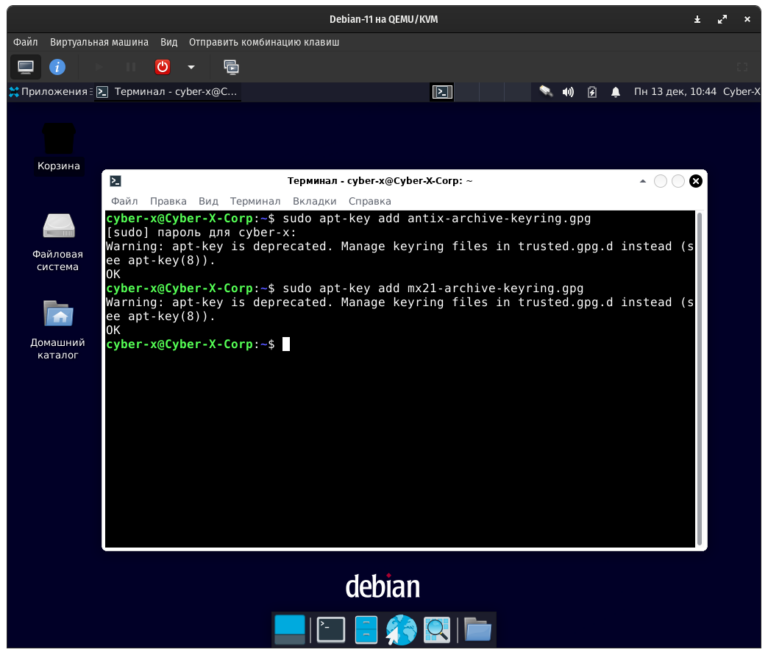 Debian-11 на QEMU/KVM
Файл Виртуальная машина Вид Отправить комбинацию клавиш
Приложения Терминал - cyber-x@C... Пн 13 дек, 10:44 Cyber-X
Корзина
Файловая
система
Домашний
каталог
Терминал - cyber-x@Cyber-X-Corp: ~
Файл Правка Вид Терминал Вкладки Справка
cyber-x@Cyber-X-Corp:~$ sudo apt-key add antix-archive-keyring.gpg
[sudo] пароль для cyber-x:
Warning: apt-key is deprecated. Manage keyring files in trusted.gpg.d instead (s
ee apt-key(8)).
OK
cyber-x@Cyber-X-Corp:~$ sudo apt-key add mx21-archive-keyring.gpg
Warning: apt-key is deprecated. Manage keyring files in trusted.gpg.d instead (s
ee apt-key(8)).
OK
cyber-x@Cyber-X-Corp:~$
debian